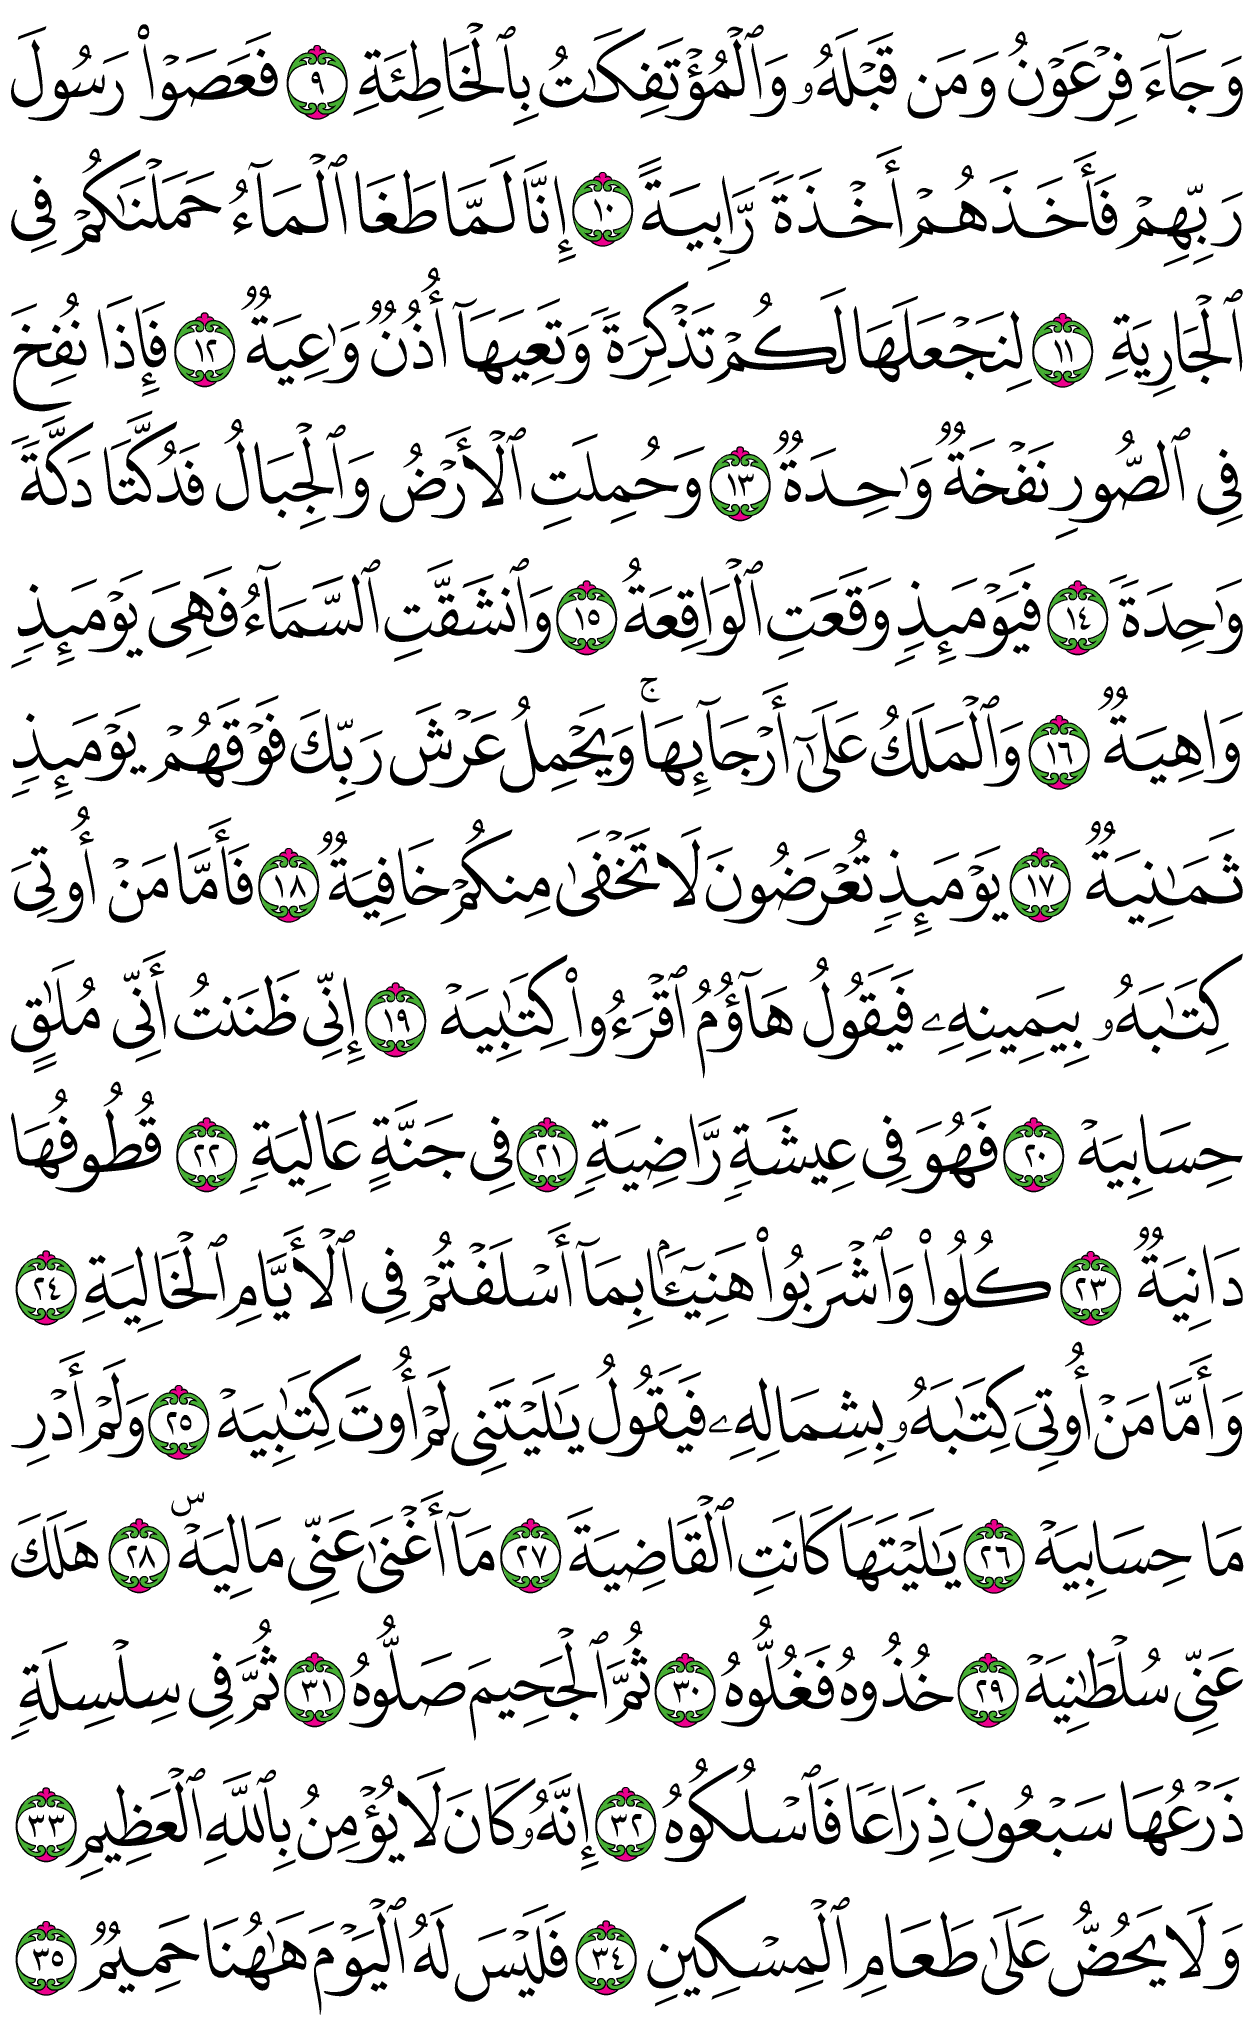 وَجَآءَ فِرۡعَوۡنُ وَمَن قَبۡلَهُۥ وَٱلۡمُؤۡتَفِكَٰتُ بِٱلۡخَاطِئَةِ ٩ فَعَصَوۡاْ رَسُولَ
رَبِّهِمۡ فَأَخَذَهُمۡ أَخۡذَةٗ رَّابِيَةً ١٠ إِنَّا لَمَّا طَغَا ٱلۡمَآءُ حَمَلۡنَٰكُمۡ فِي
ٱلۡجَارِيَةِ ١١ لِنَجۡعَلَهَا لَكُمۡ تَذۡكِرَةٗ وَتَعِيَهَآ أُذُنٞ وَٰعِيَةٞ ١٢ فَإِذَا نُفِخَ
فِي ٱلصُّورِ نَفۡخَةٞ وَٰحِدَةٞ ١٣ وَحُمِلَتِ ٱلۡأَرۡضُ وَٱلۡجِبَالُ فَدُكَّتَا دَكَّةٗ
وَٰحِدَةٗ ١٤ فَيَوۡمَئِذٖ وَقَعَتِ ٱلۡوَاقِعَةُ ١٥ وَٱنشَقَّتِ ٱلسَّمَآءُ فَهِيَ يَوۡمَئِذٖ
وَاهِيَةٞ ١٦ وَٱلۡمَلَكُ عَلَىٰٓ أَرۡجَآئِهَاۚ وَيَحۡمِلُ عَرۡشَ رَبِّكَ فَوۡقَهُمۡ يَوۡمَئِذٖ
ثَمَٰنِيَةٞ ١٧ يَوۡمَئِذٖ تُعۡرَضُونَ لَا تَخۡفَىٰ مِنكُمۡ خَافِيَةٞ ١٨ فَأَمَّا مَنۡ أُوتِيَ
كِتَٰبَهُۥ بِيَمِينِهِۦ فَيَقُولُ هَآؤُمُ ٱقۡرَءُواْ كِتَٰبِيَهۡ ١٩ إِنِّي ظَنَنتُ أَنِّي مُلَٰقٍ
حِسَابِيَهۡ ٢٠ فَهُوَ فِي عِيشَةٖ رَّاضِيَةٖ ٢١ فِي جَنَّةٍ عَالِيَةٖ ٢٢ قُطُوفُهَا
دَانِيَةٞ ٢٣ كُلُواْ وَٱشۡرَبُواْ هَنِيٓـَٔۢا بِمَآ أَسۡلَفۡتُمۡ فِي ٱلۡأَيَّامِ ٱلۡخَالِيَةِ ٢٤
وَأَمَّا مَنۡ أُوتِيَ كِتَٰبَهُۥ بِشِمَالِهِۦ فَيَقُولُ يَٰلَيۡتَنِي لَمۡ أُوتَ كِتَٰبِيَهۡ ٢٥ وَلَمۡ أَدۡرِ
مَا حِسَابِيَهۡ ٢٦ يَٰلَيۡتَهَا كَانَتِ ٱلۡقَاضِيَةَ ٢٧ مَآ أَغۡنَىٰ عَنِّي مَالِيَهۡۜ ٢٨ هَلَكَ
عَنِّي سُلۡطَٰنِيَهۡ ٢٩ خُذُوهُ فَغُلُّوهُ ٣٠ ثُمَّ ٱلۡجَحِيمَ صَلُّوهُ ٣١ ثُمَّ فِي سِلۡسِلَةٖ
ذَرۡعُهَا سَبۡعُونَ ذِرَاعٗا فَٱسۡلُكُوهُ ٣٢ إِنَّهُۥ كَانَ لَا يُؤۡمِنُ بِٱللَّهِ ٱلۡعَظِيمِ ٣٣
وَلَا يَحُضُّ عَلَىٰ طَعَامِ ٱلۡمِسۡكِينِ ٣٤ فَلَيۡسَ لَهُ ٱلۡيَوۡمَ هَٰهُنَا حَمِيمٞ ٣٥